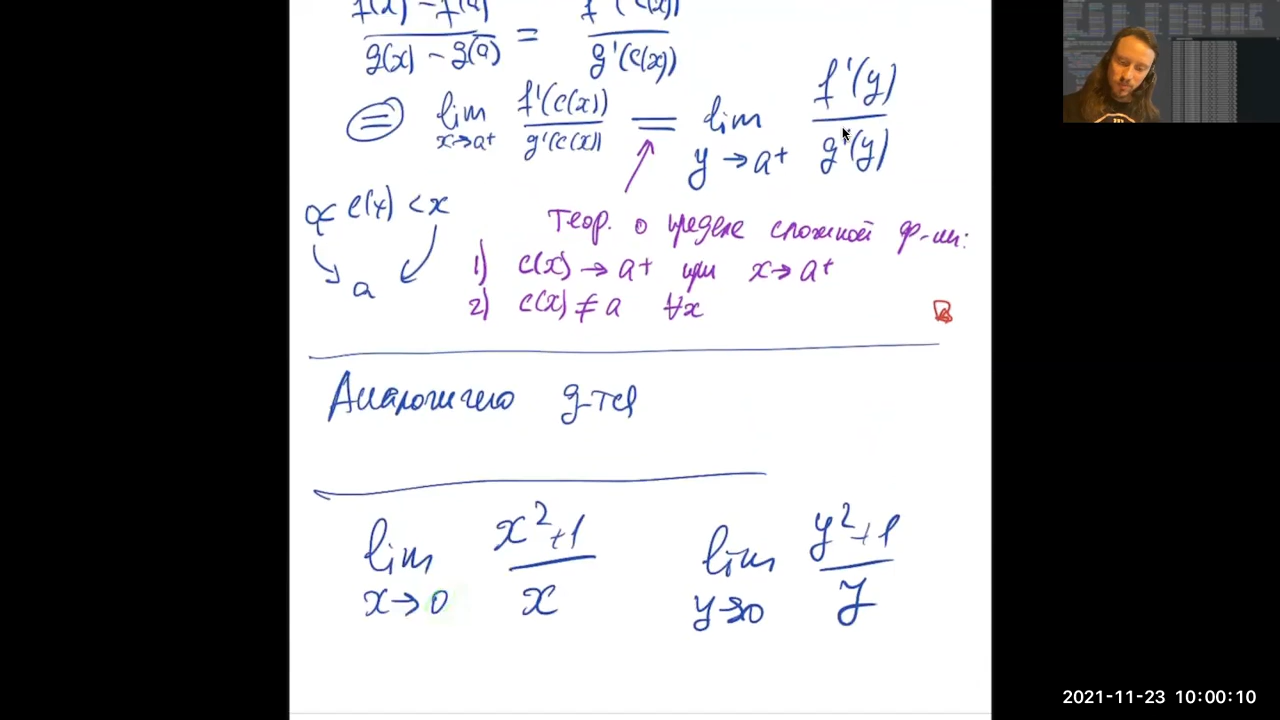 f(x) - f(a) / g(x) - g(a) = f'(c(x)) / g'(c(x))
= lim x→a+ f'(c(x)) / g'(c(x)) = lim y→a+ f'(y) / g'(y)
a < c(x) < x
a
Теор. о пределе сложной ф-ии:
1) c(x) → a+ при x → a+
2) c(x) ≠ a ∀x
Аналогично д-ть
lim x→0 x²+1 / x lim y→0 y²+1 / y
2021-11-23 10:00:10